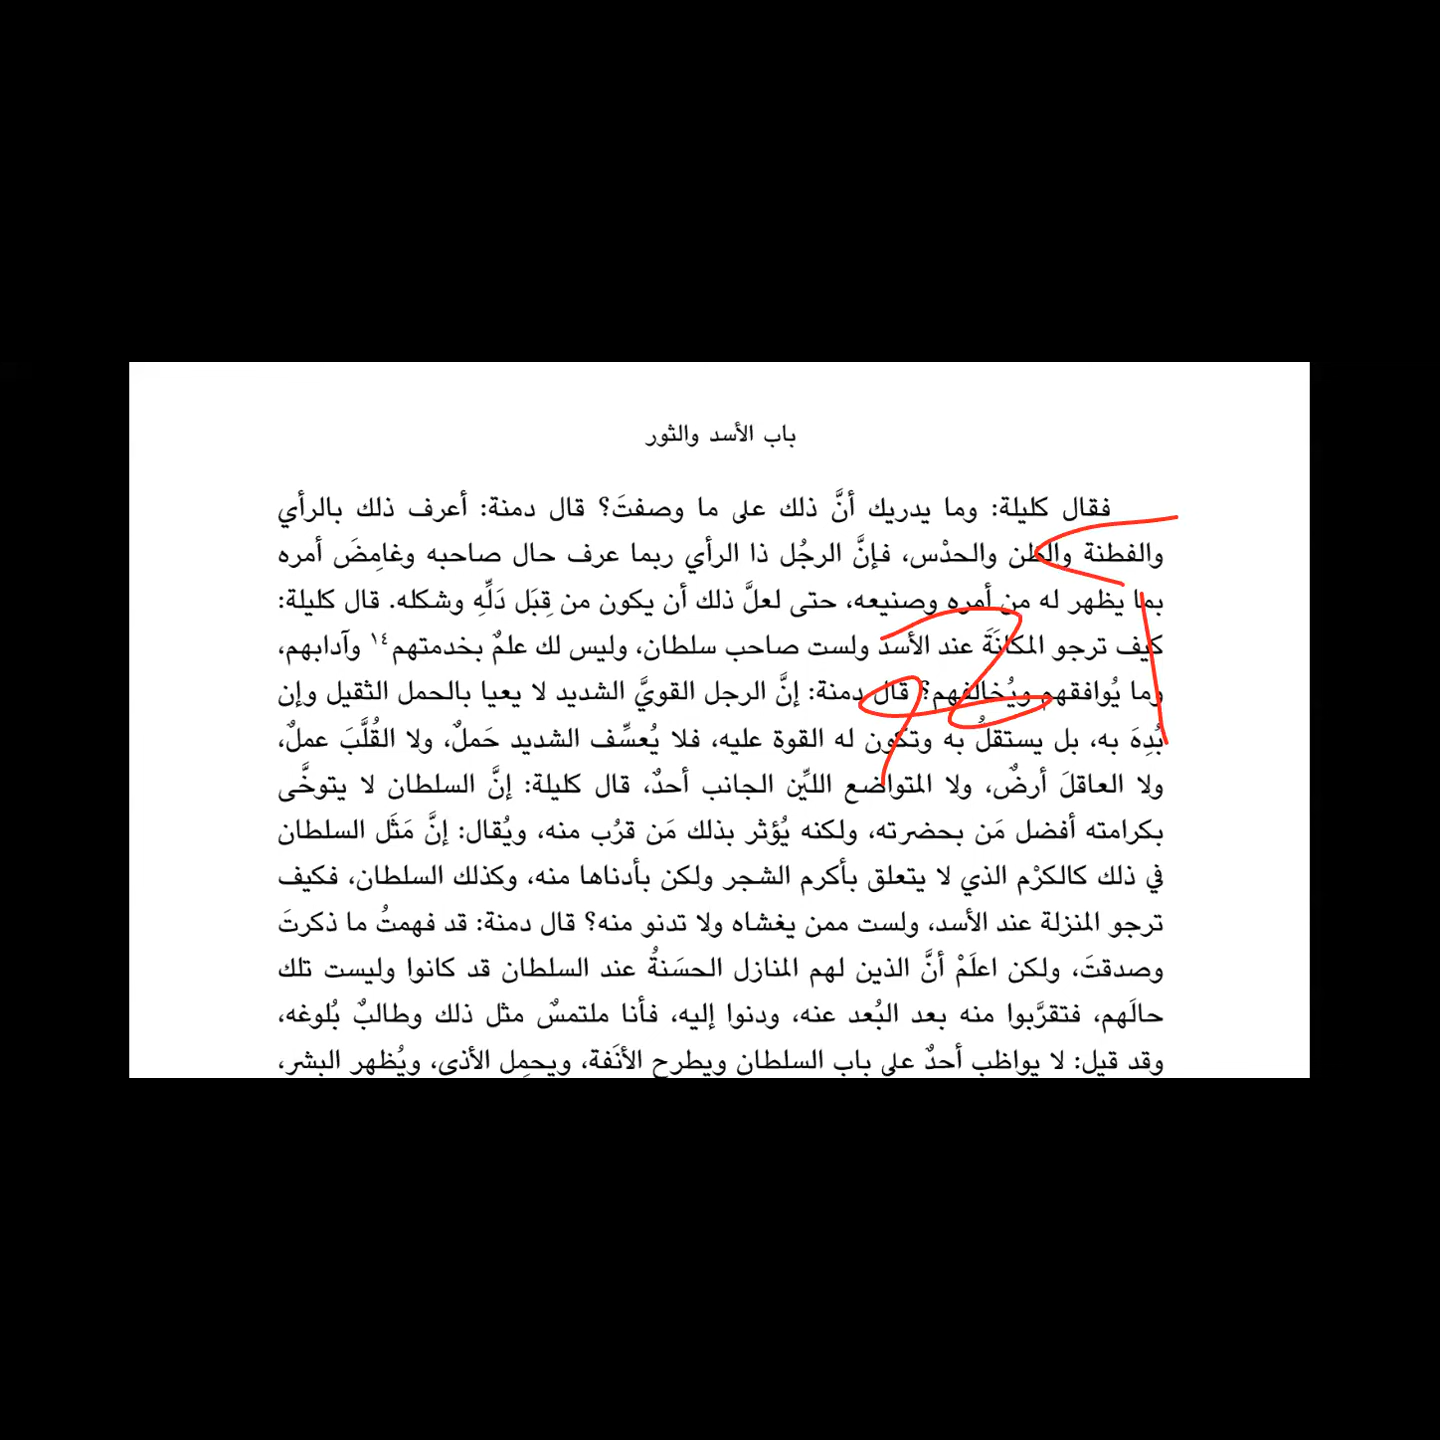 باب الأسد والثور
فقال كليلة: وما يدريك أنَّ ذلك على ما وصفتَ؟ قال دمنة: أعرف ذلك بالرأي
والفطنة والظن والحدْس، فإنَّ الرجُل ذا الرأي ربما عرف حال صاحبه وغامِضَ أمره
بما يظهر له من أمره وصنيعه، حتى لعلَّ ذلك أن يكون من قِبَل دَلِّهِ وشكله. قال كليلة:
كيف ترجو المكانَةَ عند الأسد ولست صاحب سلطان، وليس لك علمٌ بخدمتهم١٤ وآدابهم،
وما يُوافقهم ويُخالفهم؟ قال دمنة: إنَّ الرجل القويَّ الشديد لا يعيا بالحمل الثقيل وإن
بُدِهَ به، بل يستقلُ به وتكون له القوة عليه، فلا يُعسِّف الشديد حَملٌ، ولا القُلَّبَ عملٌ،
ولا العاقلَ أرضٌ، ولا المتواضع الليِّن الجانب أحدٌ، قال كليلة: إنَّ السلطان لا يتوخَّى
بكرامته أفضل مَن بحضرته، ولكنه يُؤثر بذلك مَن قرُب منه، ويُقال: إنَّ مَثَل السلطان
في ذلك كالكرْم الذي لا يتعلق بأكرم الشجر ولكن بأدناها منه، وكذلك السلطان، فكيف
ترجو المنزلة عند الأسد، ولست ممن يغشاه ولا تدنو منه؟ قال دمنة: قد فهمتُ ما ذكرتَ
وصدقتَ، ولكن اعلَمْ أنَّ الذين لهم المنازل الحسَنةُ عند السلطان قد كانوا وليست تلك
حالَهم، فتقرَّبوا منه بعد البُعد عنه، ودنوا إليه، فأنا ملتمسٌ مثل ذلك وطالبٌ بُلوغه،
وقد قيل: لا يواظب أحدٌ على باب السلطان ويطرح الأنَفة، ويحمِل الأذى، ويُظهر البشر،